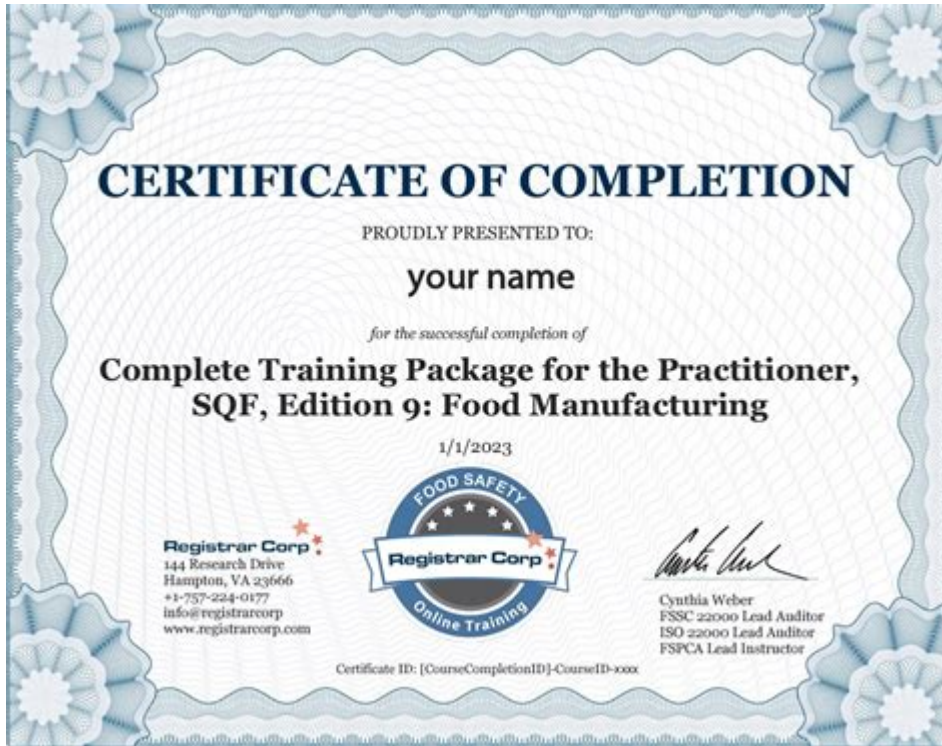 CERTIFICATE OF COMPLETION
PROUDLY PRESENTED TO:
your name
for the successful completion of
Complete Training Package for the Practitioner,
SQF, Edition 9: Food Manufacturing
1/1/2023
FOOD SAFETY
Registrar Corp
Online Training
Registrar Corp
144 Research Drive
Hampton, VA 23666
+1-757-224-0177
info@registrarcorp
www.registrarcorp.com
Cynthia Weber
FSSC 22000 Lead Auditor
ISO 22000 Lead Auditor
FSPCA Lead Instructor
Certificate ID: [CourseCompletionID]-CourseID-xxxx